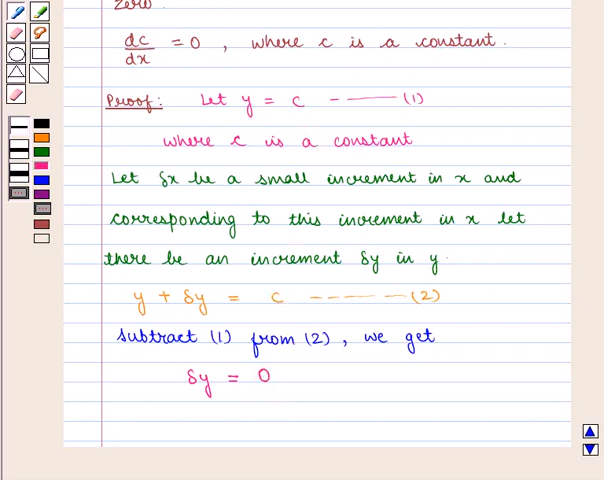 zero.
dc/dx = 0 , where c is a constant.
Proof: Let y = c ------- (1)
where c is a constant
Let δx be a small increment in x and
corresponding to this increment in x let
there be an increment δy in y.
y + δy = c ------- (2)
subtract (1) from (2), we get
δy = 0